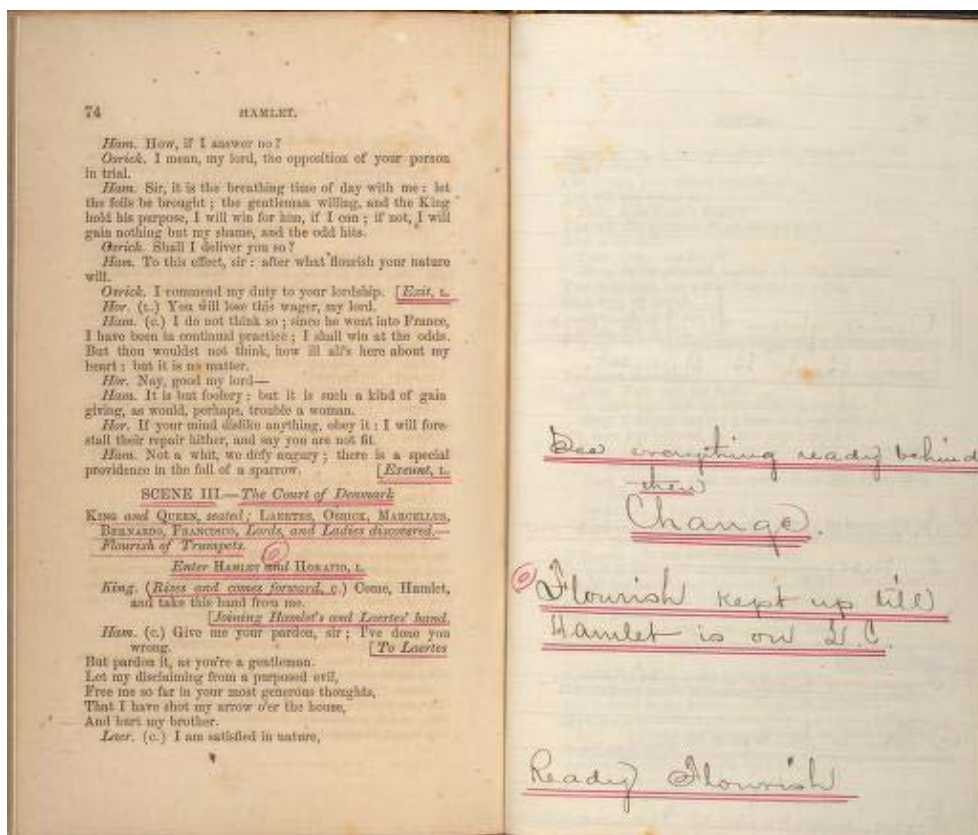 74 HAMLET.
Ham. How, if I answer no?
Osrick. I mean, my lord, the opposition of your person
in trial.
Ham. Sir, it is the breathing time of day with me: let
the foils be brought; the gentleman willing, and the King
hold his purpose, I will win for him, if I can; if not, I will
gain nothing but my shame, and the odd hits.
Osrick. Shall I deliver you so?
Ham. To this effect, sir: after what flourish your nature
will.
Osrick. I commend my duty to your lordship. [Exit, L.
Hor. (L.) You will lose this wager, my lord.
Ham. (C.) I do not think so; since he went into France,
I have been in continual practice; I shall win at the odds.
But thou wouldst not think, how ill all's here about my
heart: but it is no matter.
Hor. Nay, good my lord—
Ham. It is but foolery: but it is such a kind of gain
giving, as would, perhaps, trouble a woman.
Hor. If your mind dislike anything, obey it: I will fore-
stall their repair hither, and say you are not fit.
Ham. Not a whit, we defy augury; there is a special
providence in the fall of a sparrow. [Exeunt, L.
SCENE III.—The Court of Denmark
KING and QUEEN, seated; LAERTES, OSRICK, MARCELLUS,
BERNARDO, FRANCISCO, Lords, and Ladies discovered.—
Flourish of Trumpets.
Enter HAMLET and HORATIO, L.
King. (Rises and comes forward, C.) Come, Hamlet,
and take this hand from me.
[Joining Hamlet's and Laertes' hand.
Ham. (C.) Give me your pardon, sir; I've done you
wrong. [To Laertes
But pardon it, as you're a gentleman.
Let my disclaiming from a purposed evil,
Free me so far in your most generous thoughts,
That I have shot my arrow o'er the house,
And hurt my brother.
Laer. (C.) I am satisfied in nature,
See everything ready behind
then
Change.
Flourish kept up till
Hamlet is on L.C.
Ready Flourish